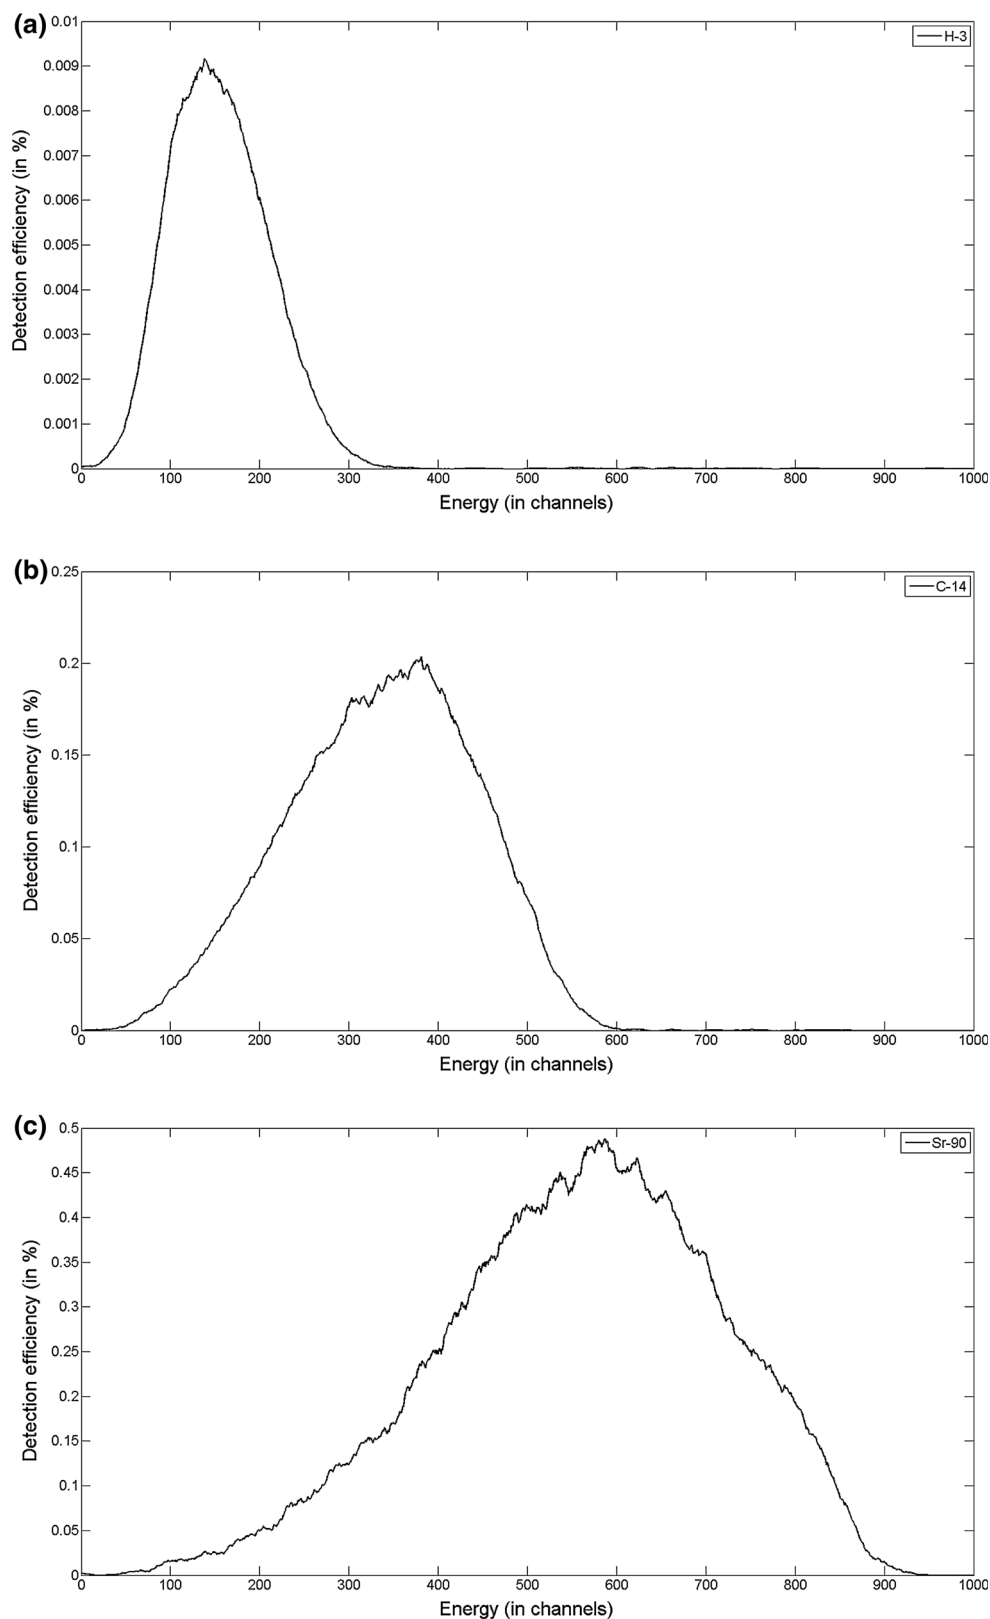 (a)
0.01
0.009
0.008
0.007
0.006
0.005
0.004
0.003
0.002
0.001
0
Detection efficiency (in %)
H-3
0 100 200 300 400 500 600 700 800 900 1000
Energy (in channels)
(b)
0.25
0.2
0.15
0.1
0.05
0
Detection efficiency (in %)
C-14
0 100 200 300 400 500 600 700 800 900 1000
Energy (in channels)
(c)
0.5
0.45
0.4
0.35
0.3
0.25
0.2
0.15
0.1
0.05
0
Detection efficiency (in %)
Sr-90
0 100 200 300 400 500 600 700 800 900 1000
Energy (in channels)